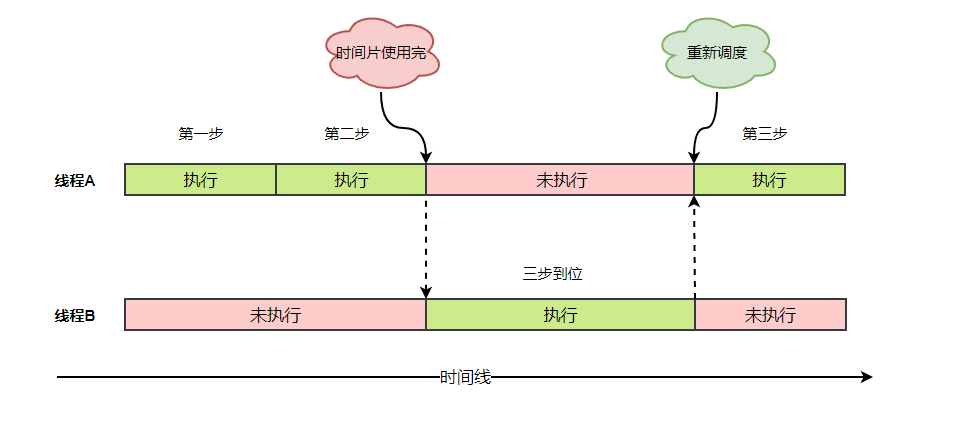 时间片使用完
重新调度
第一步
第二步
第三步
线程A
执行
执行
未执行
执行
三步到位
线程B
未执行
执行
未执行
时间线